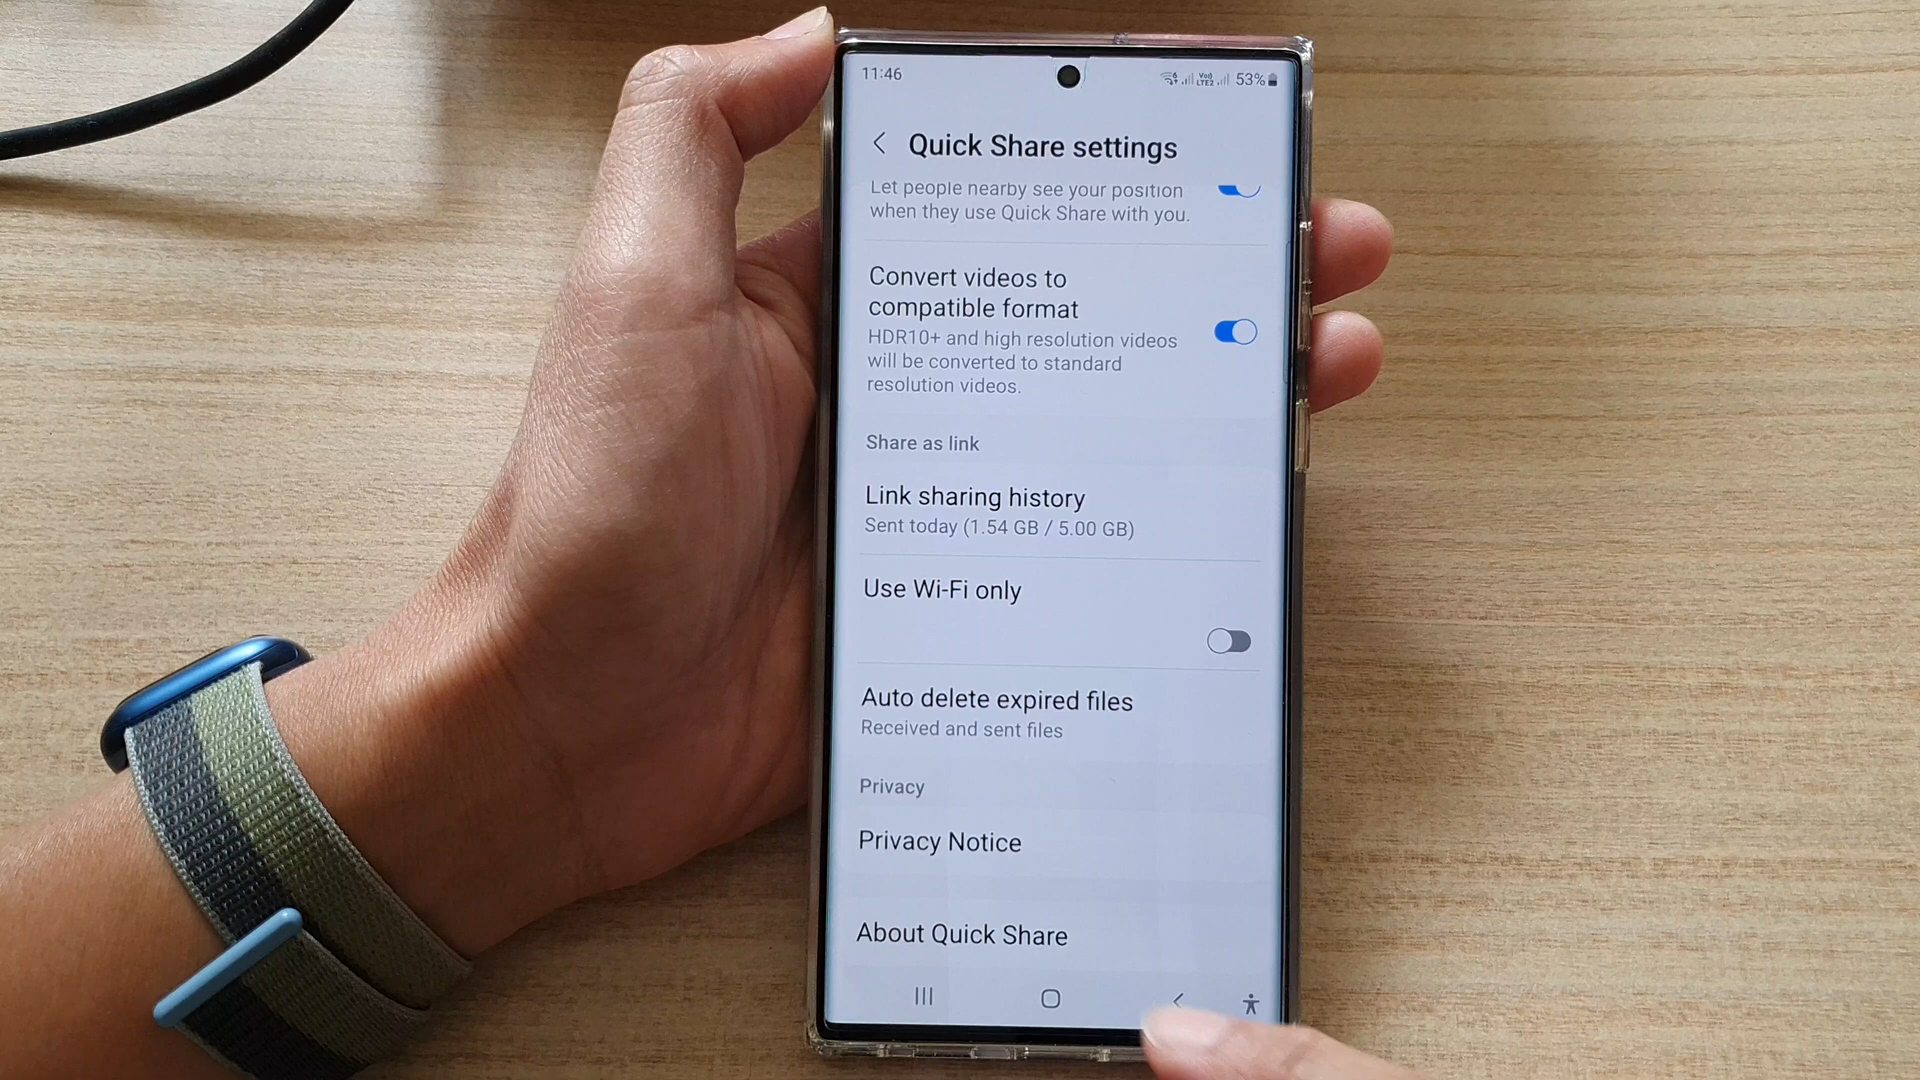 11:46
Vo)) LTE2 53%
Quick Share settings
Let people nearby see your position
when they use Quick Share with you.
Convert videos to
compatible format
HDR10+ and high resolution videos
will be converted to standard
resolution videos.
Share as link
Link sharing history
Sent today (1.54 GB / 5.00 GB)
Use Wi-Fi only
Auto delete expired files
Received and sent files
Privacy
Privacy Notice
About Quick Share